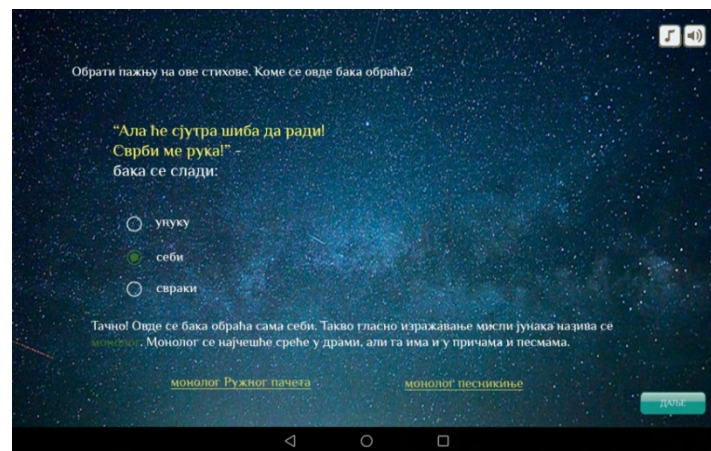 Обрати пажњу на ове стихове. Коме се овде бака обраћа?
“Ала ће сјутра шиба да ради!
Сврби ме рука!” -
бака се слади:
унуку
себи
свраки
Тачно! Овде се бака обраћа сама себи. Такво гласно изражавање мисли јунака назива се
монолог. Монолог се најчешће среће у драми, али га има и у причама и песмама.
монолог Ружног пачета
монолог песникиње
ДАЉЕ